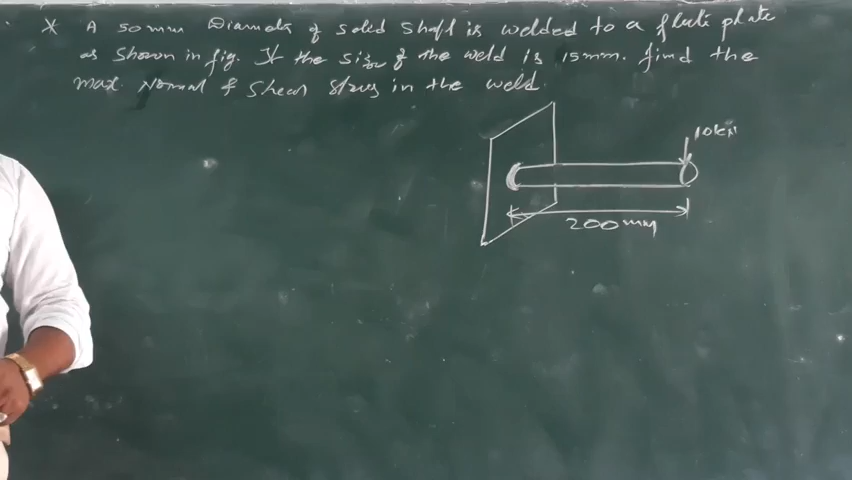 * A 50mm Diameter of solid shaft is welded to a flate plate
as shown in fig. If the size of the weld is 15mm. find the
max. Normal & Shear stress in the weld.
10kN
200mm